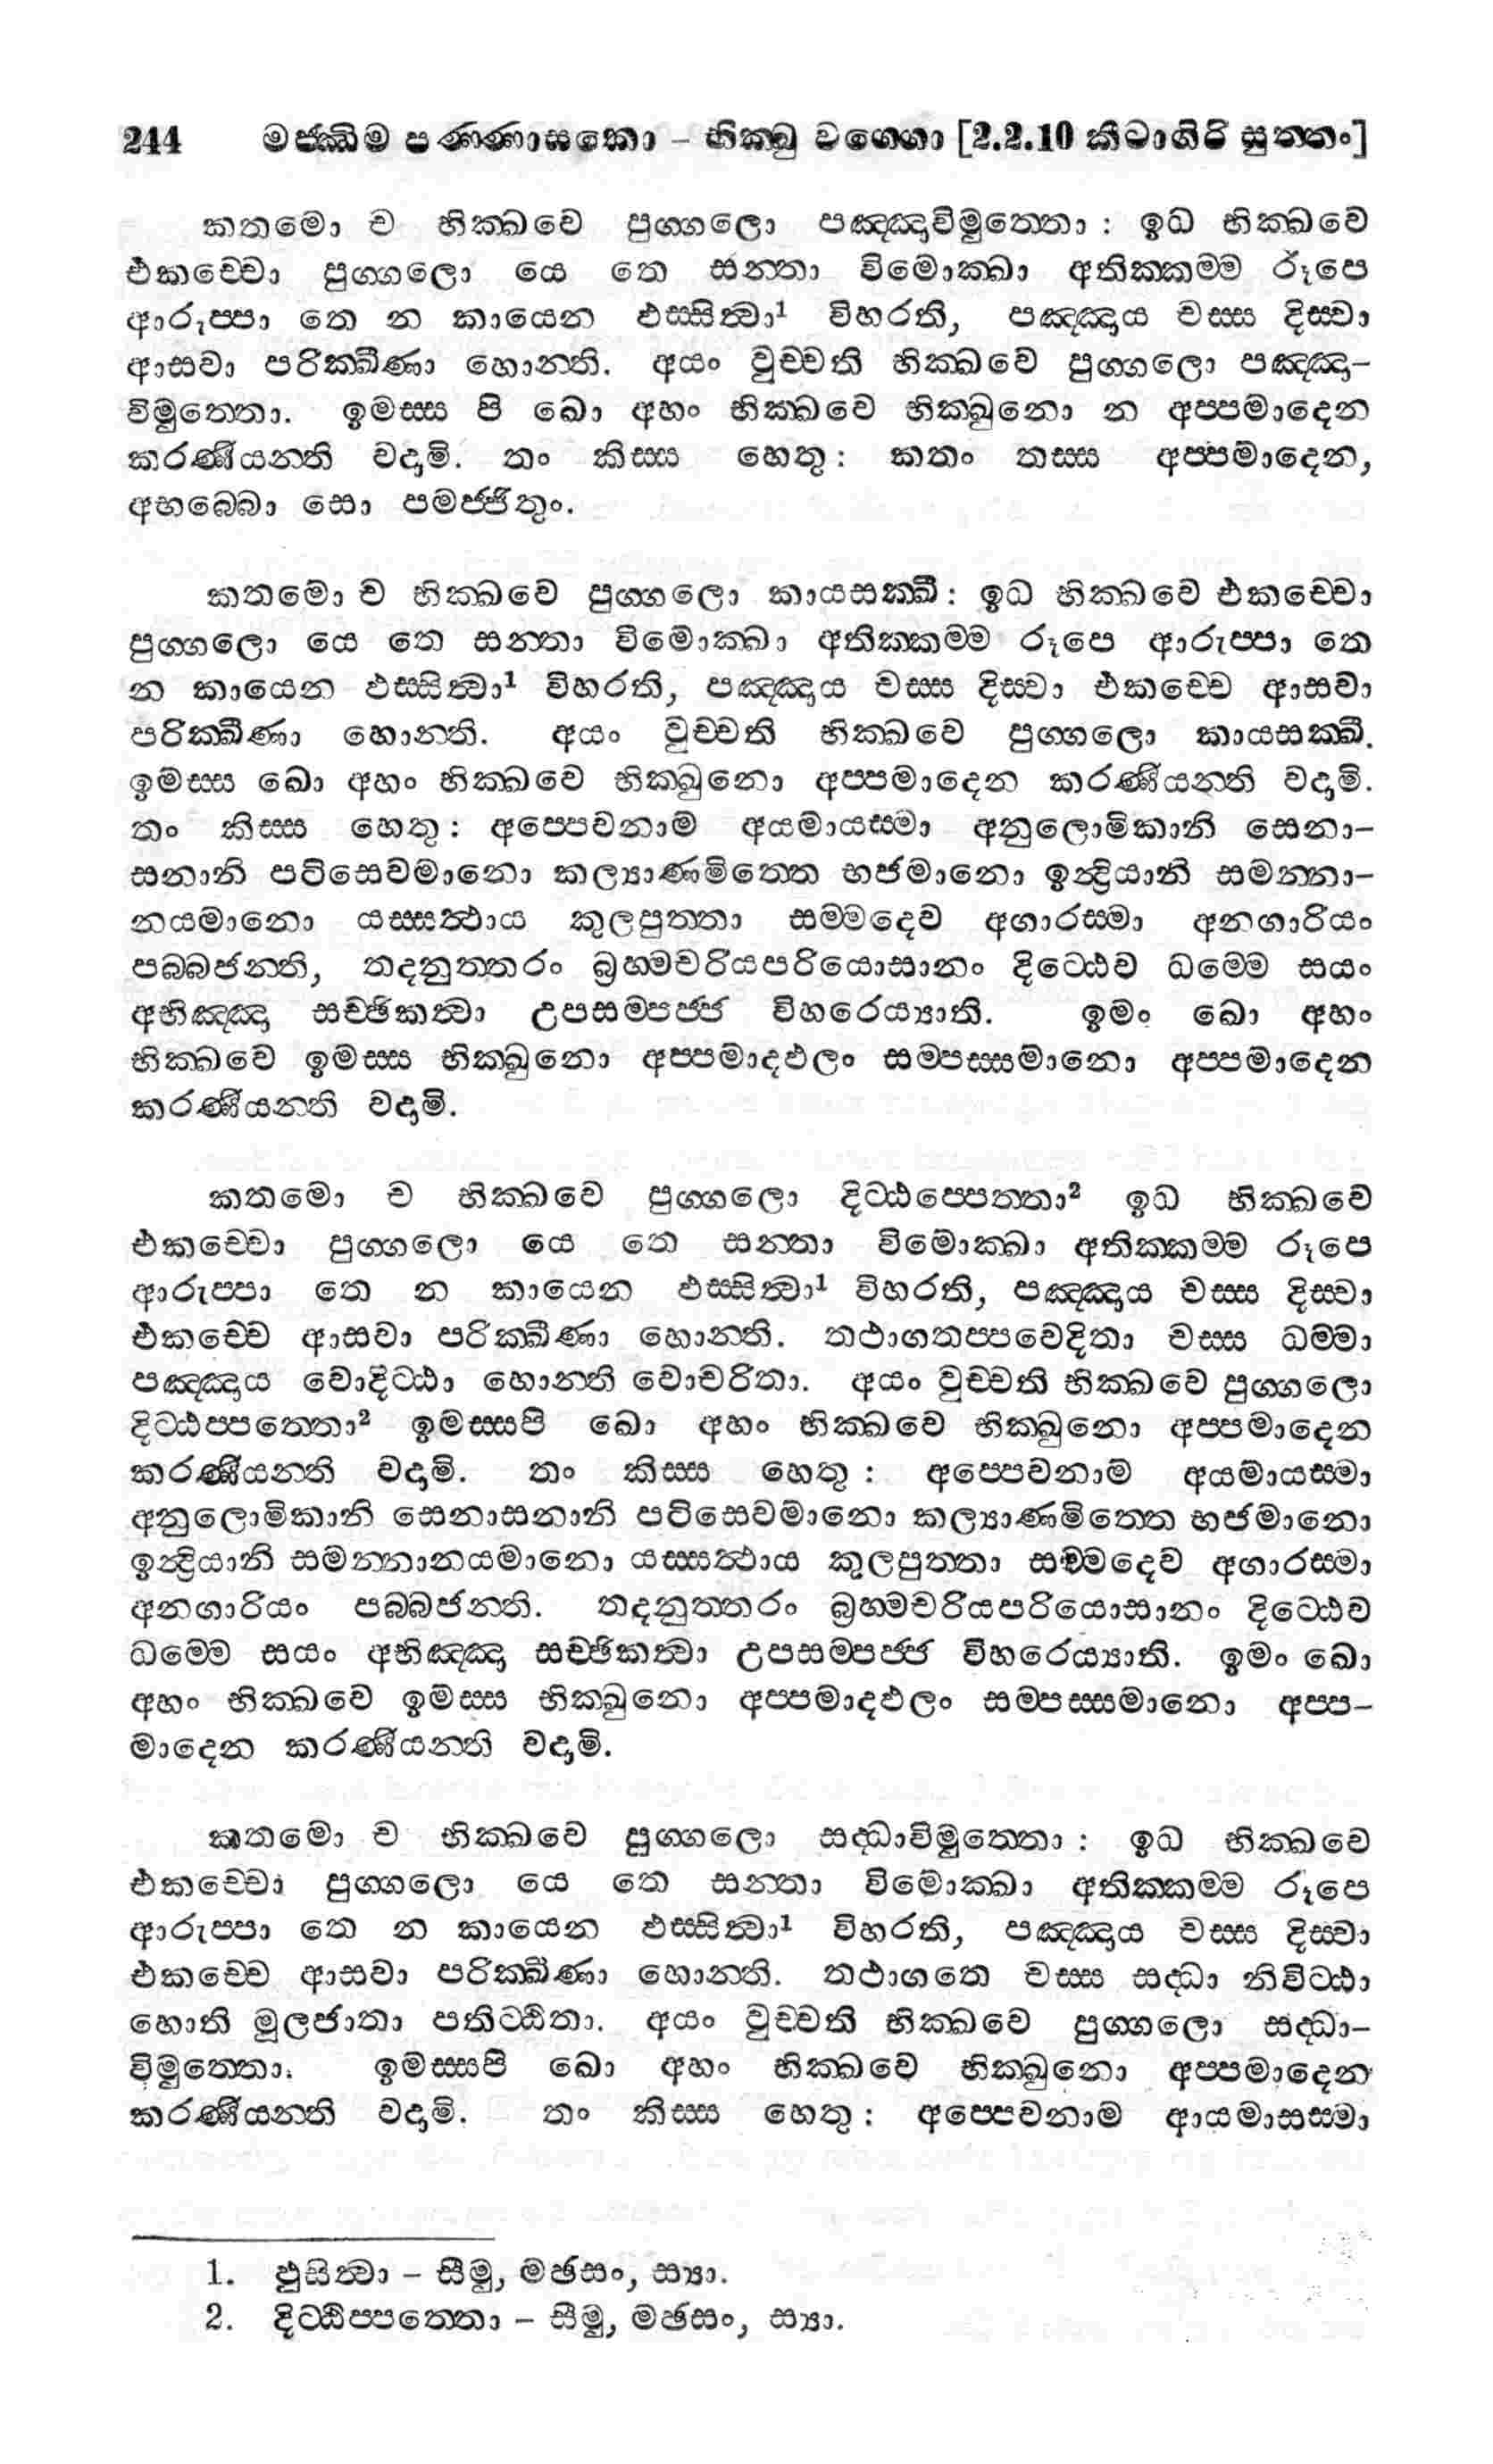 244 මජ්ඣිම පණ්ණාසකො – භික්ඛු වග්ගො [2.2.10 කීටාගිරි සුත්තං]
කතමො ච භික්ඛවෙ පුග්ගලො පඤ්ඤාවිමුත්තො : ඉධ භික්ඛවෙ
එකච්චො පුග්ගලො යෙ තෙ සන්තා විමොක්ඛා අතික්කම්ම රූපෙ
ආරුප්පා තෙ න කායෙන ඵස්සිත්වා¹ විහරති, පඤ්ඤාය චස්ස දිස්වා
ආසවා පරික්ඛීණා හොන්ති. අයං වුච්චති භික්ඛවෙ පුග්ගලො පඤ්ඤා-
විමුත්තො. ඉමස්ස පි ඛො අහං භික්ඛවෙ භික්ඛුනො න අප්පමාදෙන
කරණීයන්ති වදාමි. තං කිස්ස හෙතු : කතං තස්ස අප්පමාදෙන,
අභබ්බො සො පමජ්ජිතුං.
කතමො ච භික්ඛවෙ පුග්ගලො කායසක්ඛී : ඉධ භික්ඛවෙ එකච්චො
පුග්ගලො යෙ තෙ සන්තා විමොක්ඛා අතික්කම්ම රූපෙ ආරුප්පා තෙ
න කායෙන ඵස්සිත්වා¹ විහරති, පඤ්ඤාය චස්ස දිස්වා එකච්චෙ ආසවා
පරික්ඛීණා හොන්ති. අයං වුච්චති භික්ඛවෙ පුග්ගලො කායසක්ඛී.
ඉමස්ස ඛො අහං භික්ඛවෙ භික්ඛුනො අප්පමාදෙන කරණීයන්ති වදාමි.
තං කිස්ස හෙතු : අප්පෙවනාම අයමායස්මා අනුලොමිකානි සෙනා-
සනානි පටිසෙවමානො කල්‍යාණමිත්තෙ භජමානො ඉන්ද්‍රියානි සමන්නා-
නයමානො යස්සත්ථාය කුලපුත්තා සම්මදෙව අගාරස්මා අනගාරියං
පබ්බජන්ති, තදනුත්තරං බ්‍රහ්මචරියපරියොසානං දිට්ඨෙව ධම්මෙ සයං
අභිඤ්ඤා සච්ඡිකත්වා උපසම්පජ්ජ විහරෙය්‍යාති. ඉමං ඛො අහං
භික්ඛවෙ ඉමස්ස භික්ඛුනො අප්පමාදඵලං සම්පස්සමානො අප්පමාදෙන
කරණීයන්ති වදාමි.
කතමො ච භික්ඛවෙ පුග්ගලො දිට්ඨප්පෙත්තා² ඉධ භික්ඛවෙ
එකච්චො පුග්ගලො යෙ තෙ සන්තා විමොක්ඛා අතික්කම්ම රූපෙ
ආරුප්පා තෙ න කායෙන ඵස්සිත්වා¹ විහරති, පඤ්ඤාය චස්ස දිස්වා
එකච්චෙ ආසවා පරික්ඛීණා හොන්ති. තථාගතප්පවෙදිතා චස්ස ධම්මා
පඤ්ඤාය වොදිට්ඨා හොන්ති වොචරිතා. අයං වුච්චති භික්ඛවෙ පුග්ගලො
දිට්ඨප්පත්තො² ඉමස්සපි ඛො අහං භික්ඛවෙ භික්ඛුනො අප්පමාදෙන
කරණීයන්ති වදාමි. තං කිස්ස හෙතු : අප්පෙවනාම අයමායස්මා
අනුලොමිකානි සෙනාසනානි පටිසෙවමානො කල්‍යාණමිත්තෙ භජමානො
ඉන්ද්‍රියානි සමන්නානයමානො යස්සත්ථාය කුලපුත්තා සම්මදෙව අගාරස්මා
අනගාරියං පබ්බජන්ති. තදනුත්තරං බ්‍රහ්මචරියපරියොසානං දිට්ඨෙව
ධම්මෙ සයං අභිඤ්ඤා සච්ඡිකත්වා උපසම්පජ්ජ විහරෙය්‍යාති. ඉමං ඛො
අහං භික්ඛවෙ ඉමස්ස භික්ඛුනො අප්පමාදඵලං සම්පස්සමානො අප්ප-
මාදෙන කරණීයන්ති වදාමි.
කතමො ච භික්ඛවෙ පුග්ගලො සද්ධාවිමුත්තො : ඉධ භික්ඛවෙ
එකච්චො පුග්ගලො යෙ තෙ සන්තා විමොක්ඛා අතික්කම්ම රූපෙ
ආරුප්පා තෙ න කායෙන ඵස්සිත්වා¹ විහරති, පඤ්ඤාය චස්ස දිස්වා
එකච්චෙ ආසවා පරික්ඛීණා හොන්ති. තථාගතෙ චස්ස සද්ධා නිවිට්ඨා
හොති මූලජාතා පතිට්ඨිතා. අයං වුච්චති භික්ඛවෙ පුග්ගලො සද්ධා-
විමුත්තො. ඉමස්සපි ඛො අහං භික්ඛවෙ භික්ඛුනො අප්පමාදෙන
කරණීයන්ති වදාමි. තං කිස්ස හෙතු : අප්පෙවනාම ආයමාසස්මා
1. ඵුසිත්වා – සීමු, මඡසං, ස්‍යා.
2. දිට්ඨිප්පත්තො – සීමු, මඡසං, ස්‍යා.